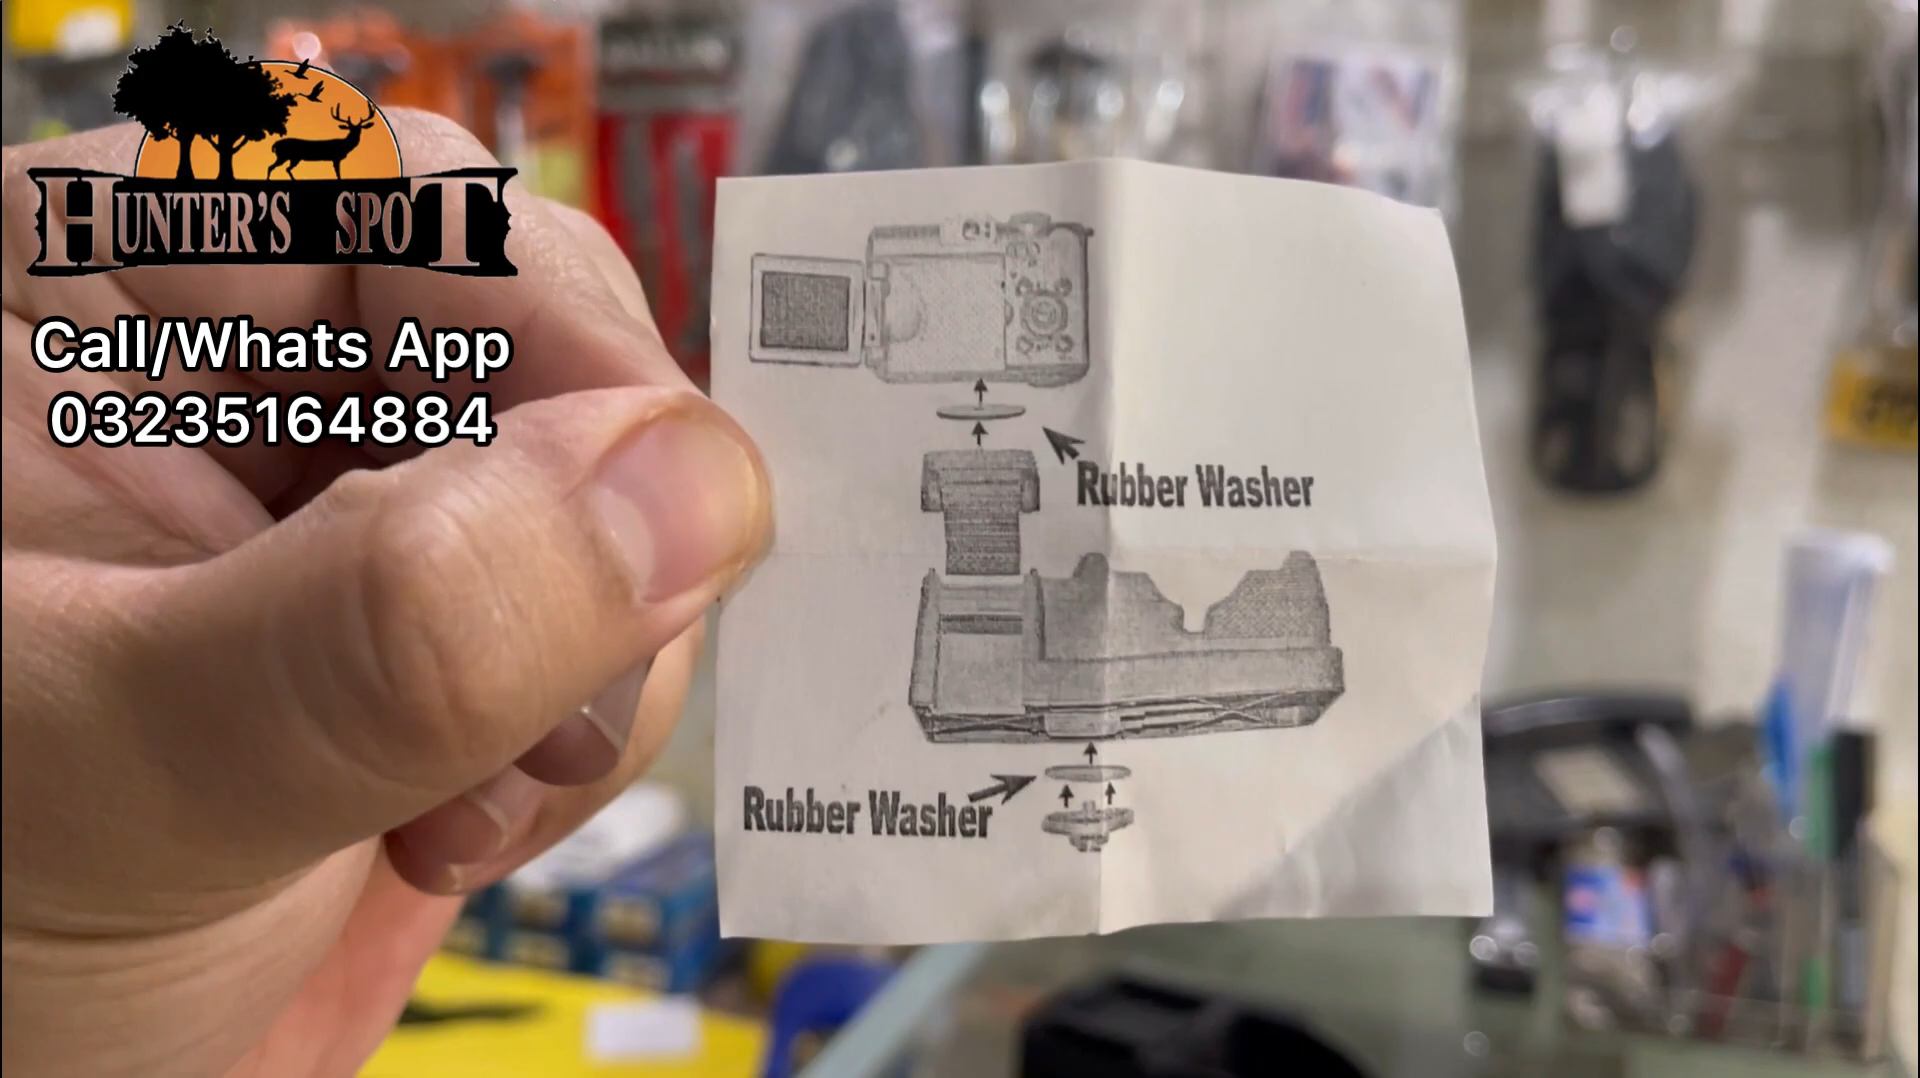 HUNTER'S SPOT
Call/Whats App
03235164884
Rubber Washer
Rubber Washer